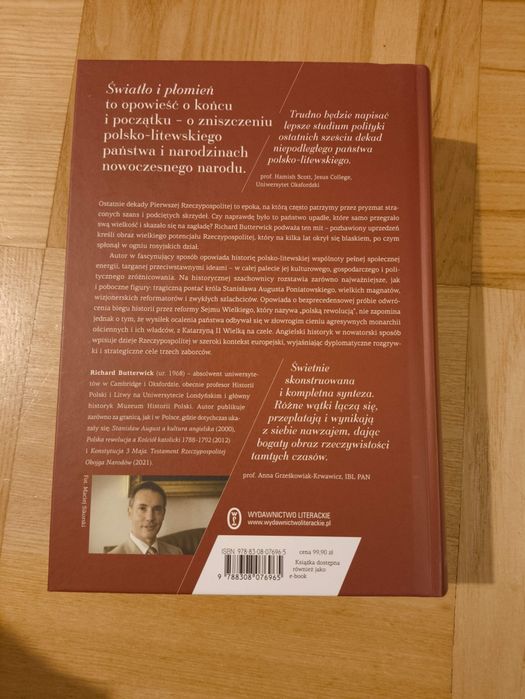 Światło i płomień
to opowieść o końcu
i początku – o zniszczeniu
polsko-litewskiego
państwa i narodzinach
nowoczesnego narodu.
Trudno będzie napisać
lepsze studium polityki
ostatnich sześciu dekad
niepodległego państwa
polsko-litewskiego.
prof. Hamish Scott, Jesus College,
Uniwersytet Oksfordzki
Ostatnie dekady Pierwszej Rzeczypospolitej to epoka, na którą często patrzymy przez pryzmat stra-
conych szans i podciętych skrzydeł. Czy naprawdę było to państwo upadłe, które samo przegrało
swą wielkość i skazało się na zagładę? Richard Butterwick podważa ten mit – pozbawiony uprzedzeń
kreśli obraz wielkiego potencjału Rzeczypospolitej, który na kilka lat okrył się blaskiem, po czym
spłonął w ogniu rosyjskich dział.
Autor w fascynujący sposób opowiada historię polsko-litewskiej wspólnoty pełnej społecznej
energii, targanej przeciwstawnymi ideami – w całej palecie jej kulturowego, gospodarczego i poli-
tycznego zróżnicowania. Na historycznej szachownicy rozstawia zarówno najważniejsze, jak
i poboczne figury: tragiczną postać króla Stanisława Augusta Poniatowskiego, wielkich magnatów,
wizjonerskich reformatorów i zwykłych szlachciców. Opowiada o bezprecedensowej próbie odwró-
cenia biegu historii przez reformy Sejmu Wielkiego, który nazywa „polską rewolucją", nie zapomina
jednak o tym, że wysiłek ocalenia państwa odbywał się w złowrogim cieniu agresywnych monarchii
ościennych i ich władców, z Katarzyną II Wielką na czele. Angielski historyk w nowatorski sposób
wpisuje dzieje Rzeczypospolitej w szeroki kontekst europejski, wyjaśniając dyplomatyczne rozgryw-
ki i strategiczne cele trzech zaborców.
Richard Butterwick (ur. 1968) – absolwent uniwersyte-
tów w Cambridge i Oksfordzie, obecnie profesor Historii
Polski i Litwy na Uniwersytecie Londyńskim i główny
historyk Muzeum Historii Polski. Autor publikuje
zarówno za granicą, jak i w Polsce, gdzie dotychczas uka-
zały się Stanisław August a kultura angielska (2000),
Polska rewolucja a Kościół katolicki 1788-1792 (2012)
i Konstytucja 3 Maja. Testament Rzeczypospolitej
Obojga Narodów (2021).
Świetnie
skonstruowana
i kompletna synteza.
Różne wątki łączą się,
przeplatają i wynikają
z siebie nawzajem, dając
bogaty obraz rzeczywistości
tamtych czasów.
prof. Anna Grześkowiak-Krwawicz, IBL PAN
Fot. Maciej Sikorski
WYDAWNICTWO LITERACKIE
www.wydawnictwoliterackie.pl
ISBN 978-83-08-07696-5
9 788308 076965
cena 99,90 zł
Książka dostępna
również jako
e-book